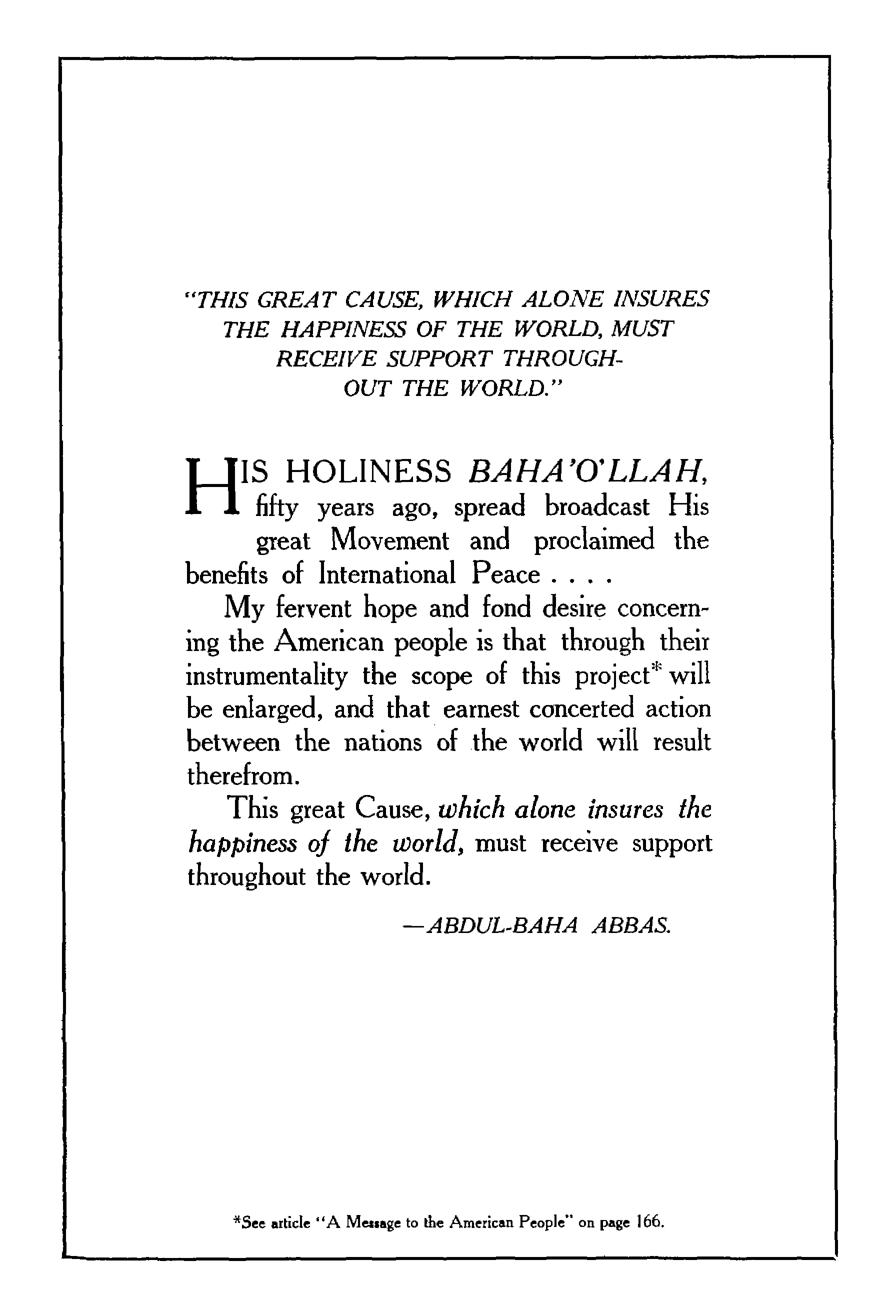 "THIS GREAT CAUSE, WHICH ALONE INSURES
THE HAPPINESS OF THE WORLD, MUST
RECEIVE SUPPORT THROUGH-
OUT THE WORLD."
HIS HOLINESS BAHA'O'LLAH,
fifty years ago, spread broadcast His
great Movement and proclaimed the
benefits of International Peace . . . .
My fervent hope and fond desire concern-
ing the American people is that through their
instrumentality the scope of this project* will
be enlarged, and that earnest concerted action
between the nations of the world will result
therefrom.
This great Cause, which alone insures the
happiness of the world, must receive support
throughout the world.
—ABDUL-BAHA ABBAS.
*See article "A Message to the American People" on page 166.